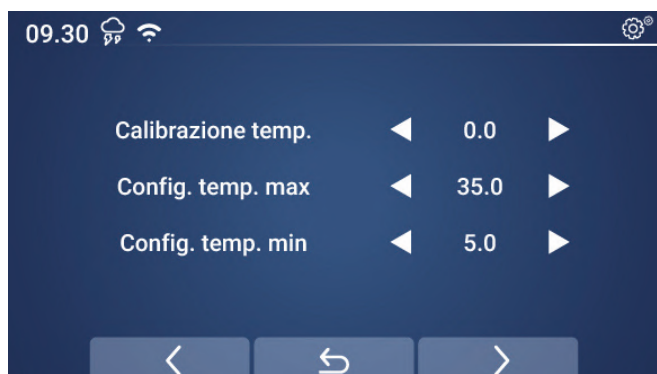 09.30
Calibrazione temp. 0.0
Config. temp. max 35.0
Config. temp. min 5.0